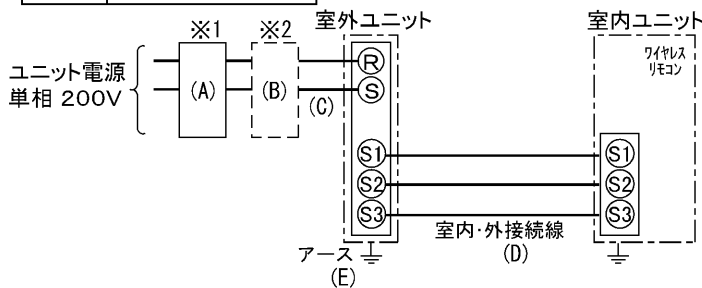 ※1
※2
室外ユニット
室内ユニット
ユニット電源
単相 200V
(A)
(B)
(C)
R
S
ワイヤレス
リモコン
S1
S2
S3
S1
S2
S3
室内・外接続線
(D)
アース
(E)